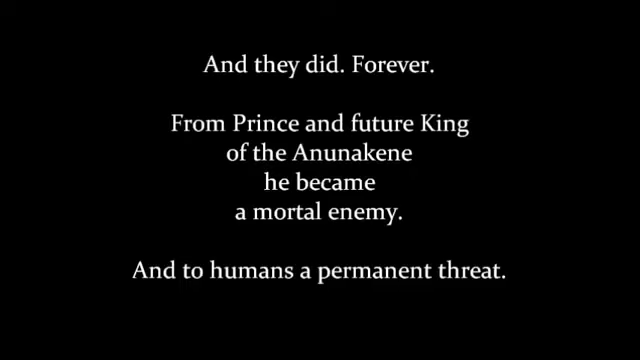 And they did. Forever.
From Prince and future King
of the Anunakene
he became
a mortal enemy.
And to humans a permanent threat.